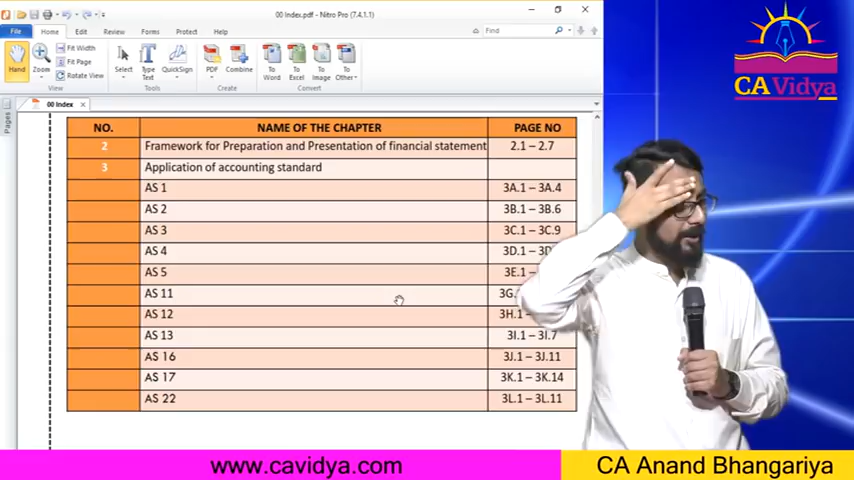 00 Index.pdf - Nitro Pro (7.4.1.1)
File Home Edit Review Forms Protect Help
Find
Hand
Zoom
Fit Width
Fit Page
Rotate View
Select
Type Text
QuickSign
PDF
Combine
To Word
To Excel
To Image
To Other
View Tools Create Convert
00 Index
Pages
NO. NAME OF THE CHAPTER PAGE NO
2 Framework for Preparation and Presentation of financial statement 2.1 – 2.7
3 Application of accounting standard
AS 1 3A.1 – 3A.4
AS 2 3B.1 – 3B.6
AS 3 3C.1 – 3C.9
AS 4 3D.1 –
AS 5 3E.1 –
AS 11
AS 12 3H.1 –
AS 13 3I.1 – 3I.7
AS 16 3J.1 – 3J.11
AS 17 3K.1 – 3K.14
AS 22 3L.1 – 3L.11
CA Vidya
www.cavidya.com
CA Anand Bhangariya